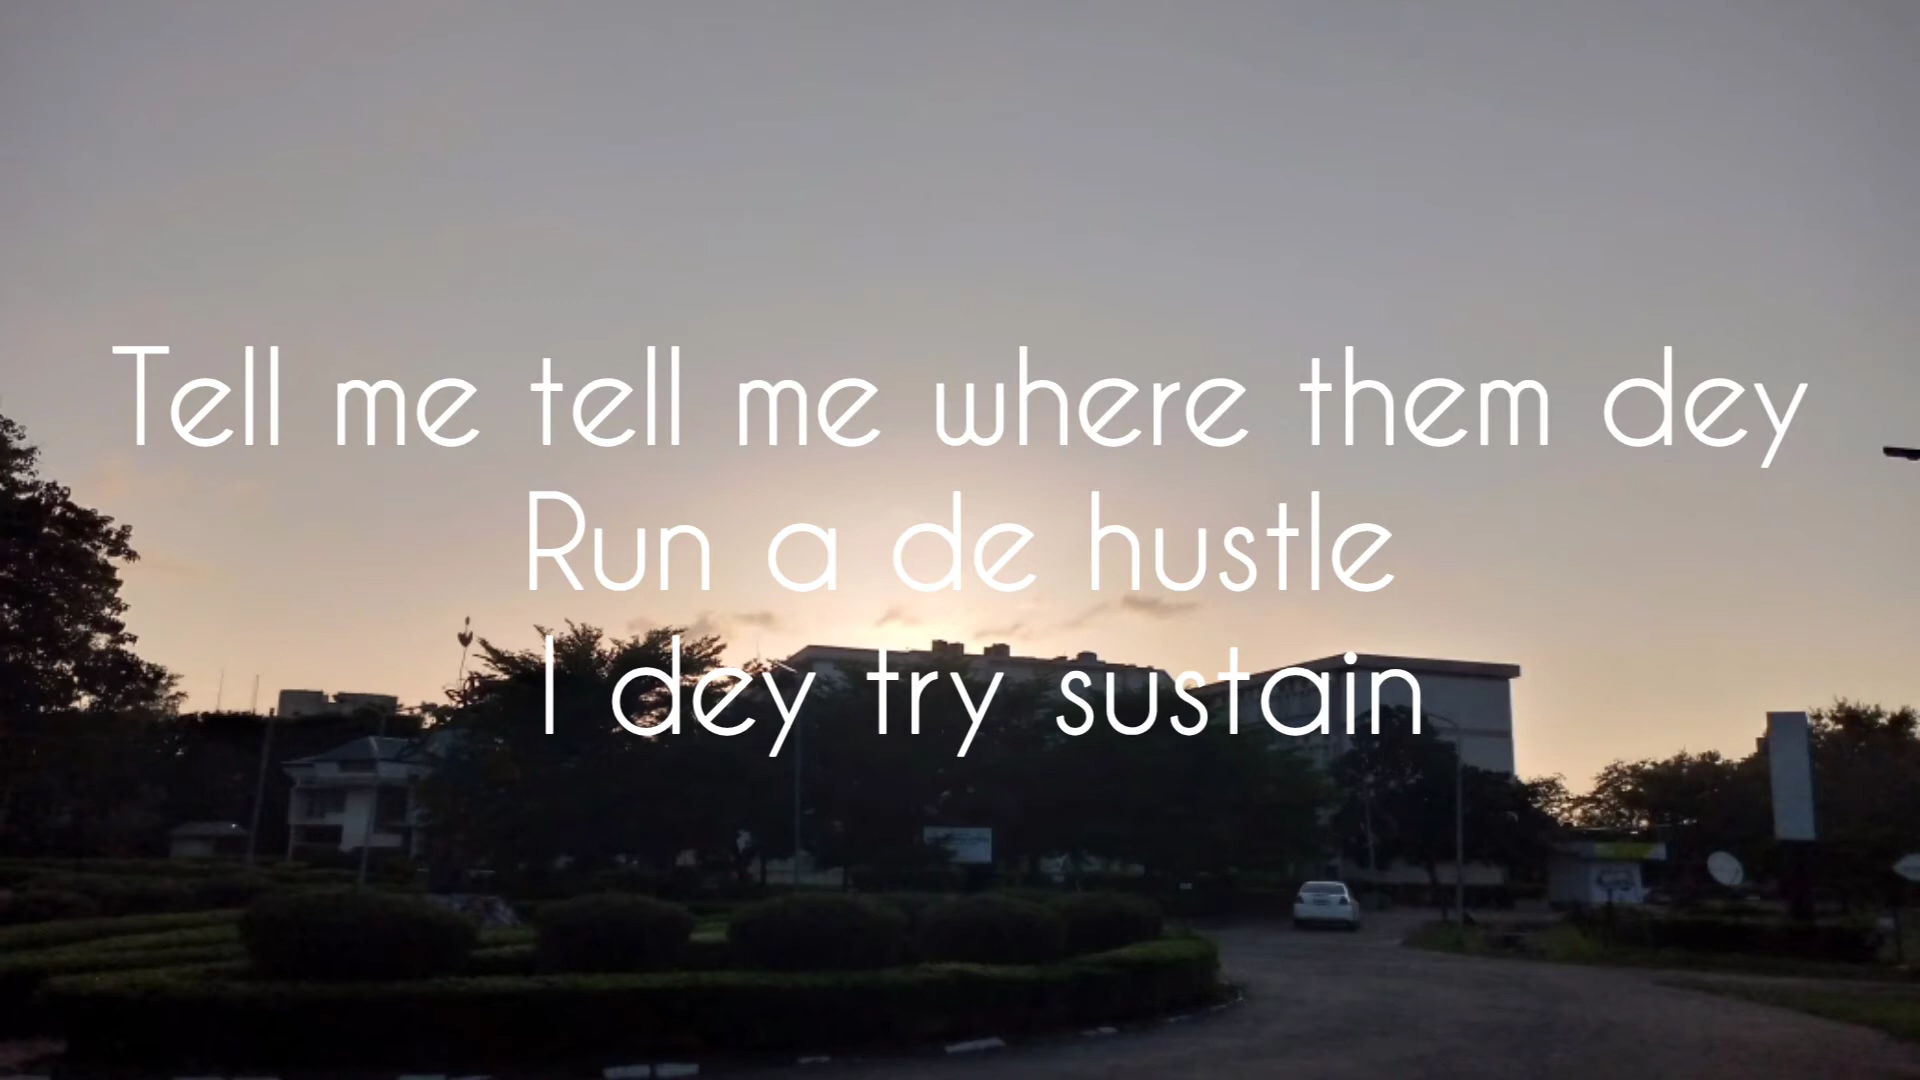 Tell me tell me where them dey
Run a de hustle
I dey try sustain